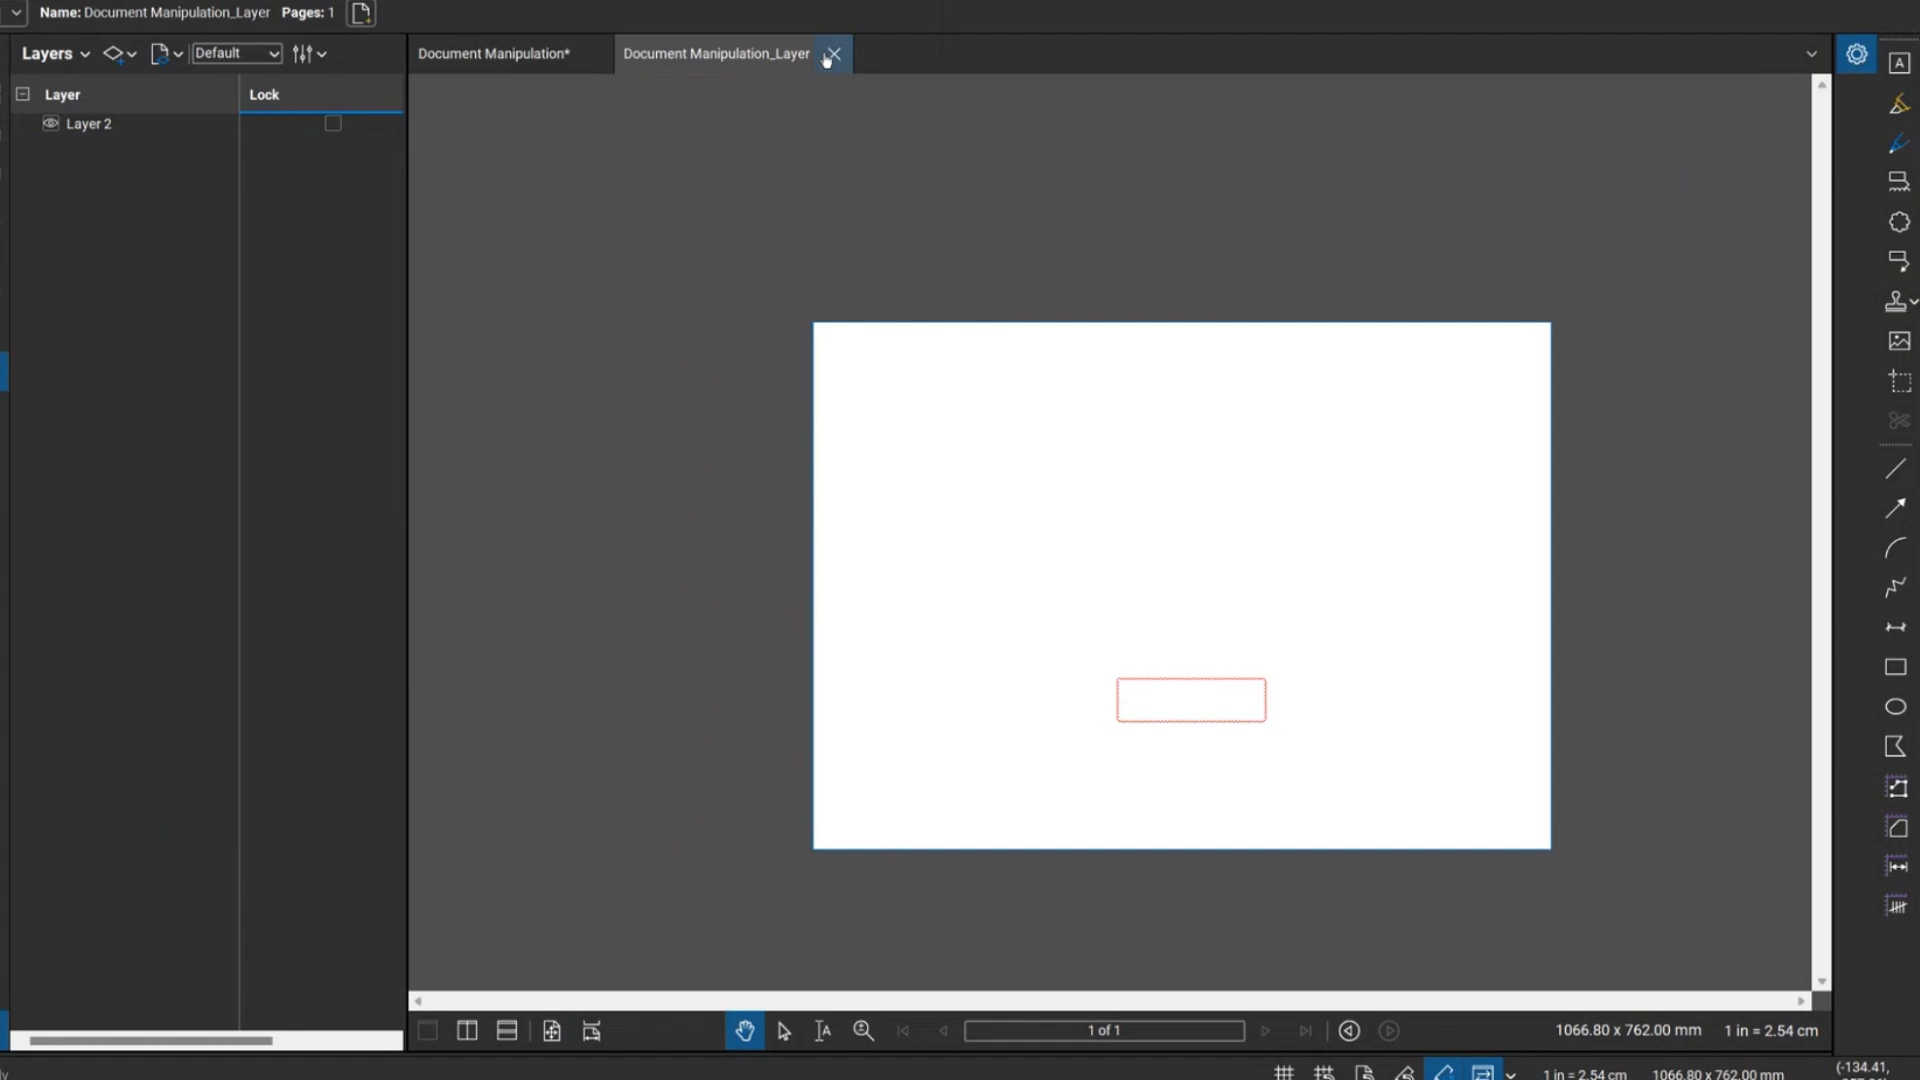 Name: Document Manipulation_Layer Pages: 1
Layers Default
Document Manipulation* Document Manipulation_Layer
Layer Lock
Layer 2
1 of 1
1066.80 x 762.00 mm 1 in = 2.54 cm
1 in = 2.54 cm 1066.80 x 762.00 mm (-134.41,